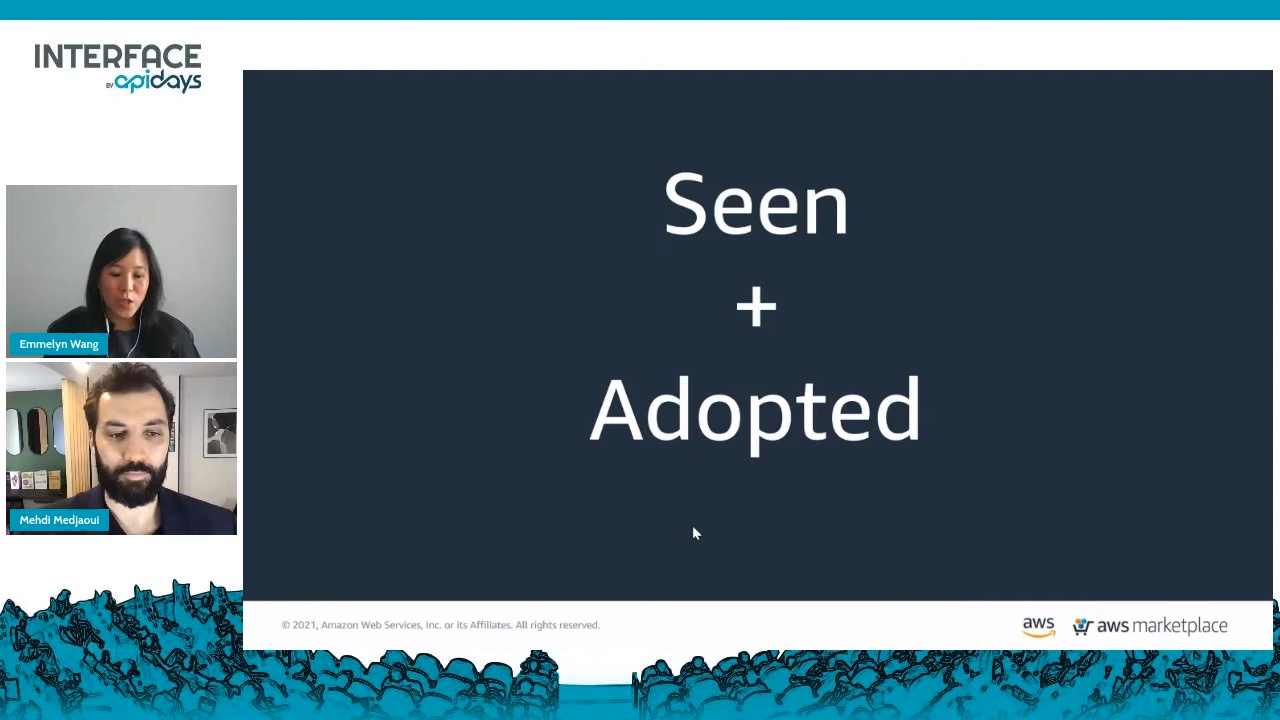 INTERFACE
BY apidays
Seen
+
Adopted
Emmelyn Wang
Mehdi Medjaoui
© 2021, Amazon Web Services, Inc. or its Affiliates. All rights reserved.
aws
aws marketplace